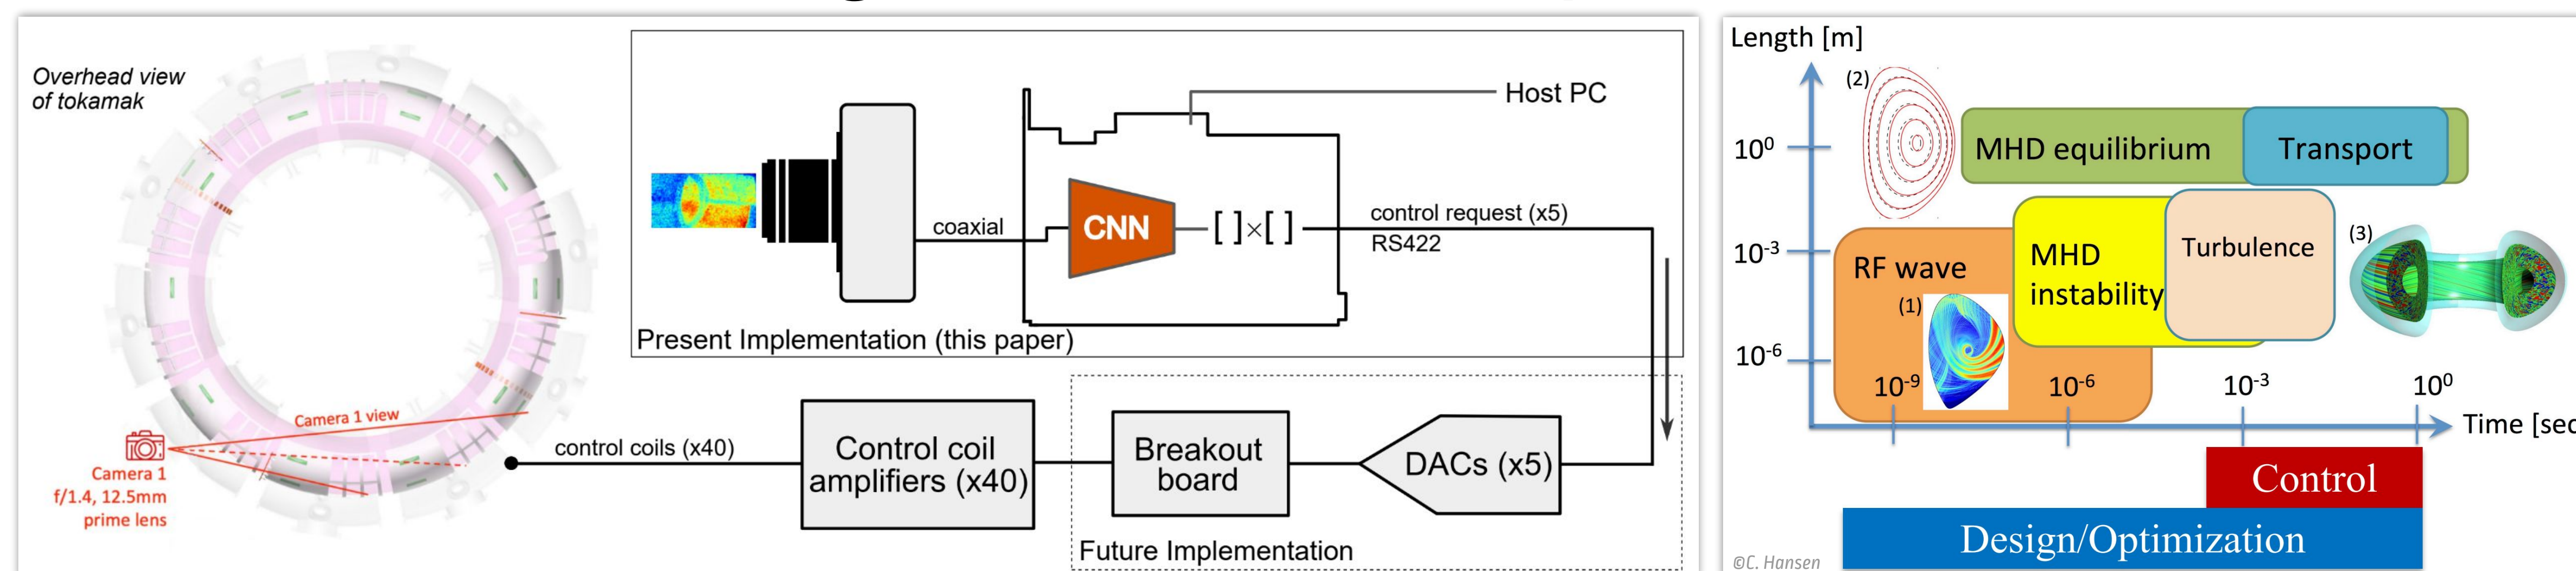 Overhead view
of tokamak
Camera 1 view
Camera 1
f/1.4, 12.5mm
prime lens
coaxial
CNN
[ ]×[ ]
Host PC
control request (x5)
RS422
Present Implementation (this paper)
control coils (x40)
Control coil
amplifiers (x40)
Breakout
board
DACs (x5)
Future Implementation
Length [m]
(2)
10⁰
MHD equilibrium
Transport
10⁻³
RF wave
MHD
instability
Turbulence
(3)
(1)
10⁻⁶
10⁻⁹
10⁻⁶
10⁻³
10⁰
Time [sec
Control
Design/Optimization
©C. Hansen